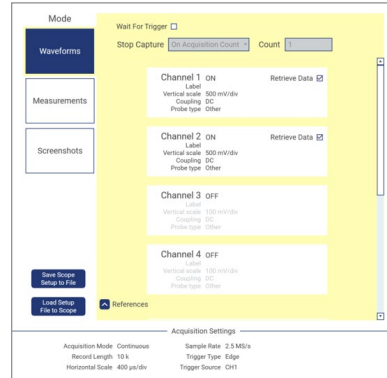 Mode
Wait For Trigger
Waveforms
Stop Capture On Acquisition Count Count 1
Channel 1 ON Retrieve Data
Label
Vertical scale 500 mV/div
Coupling DC
Probe type Other
Measurements
Channel 2 ON Retrieve Data
Label
Vertical scale 500 mV/div
Coupling DC
Probe type Other
Screenshots
Channel 3 OFF
Label
Vertical scale 100 mV/div
Coupling DC
Probe type Other
Channel 4 OFF
Label
Vertical scale 100 mV/div
Coupling DC
Probe type Other
Save Scope
Setup to File
Load Setup
File to Scope
References
Acquisition Settings
Acquisition Mode Continuous Sample Rate 2.5 MS/s
Record Length 10 k Trigger Type Edge
Horizontal Scale 400 µs/div Trigger Source CH1